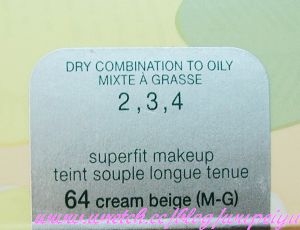 DRY COMBINATION TO OILY
MIXTE À GRASSE
2,3,4
superfit makeup
teint souple longue tenue
64 cream beige (M-G)